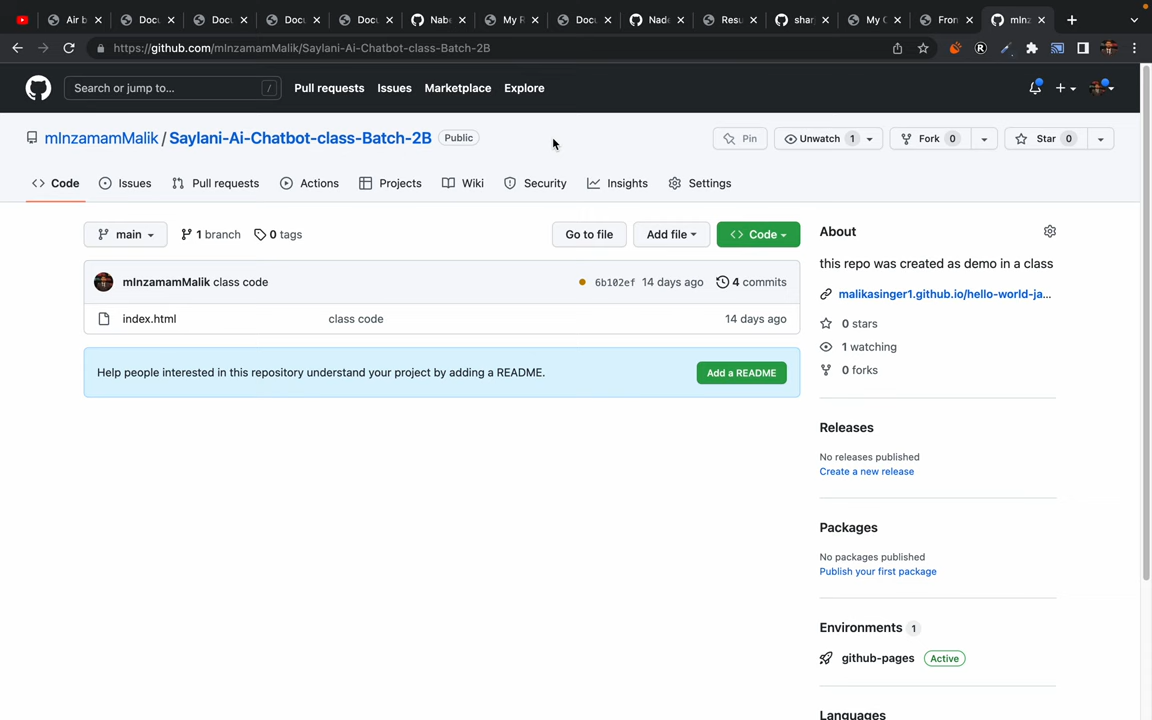 Air b
Docu
Docu
Docu
Docu
Nabe
My R
Docu
Nade
Resu
shar
My C
Fron
mInz
https://github.com/mInzamamMalik/Saylani-Ai-Chatbot-class-Batch-2B
Search or jump to...
/
Pull requests
Issues
Marketplace
Explore
mInzamamMalik / Saylani-Ai-Chatbot-class-Batch-2B
Public
Pin
Unwatch 1
Fork 0
Star 0
Code
Issues
Pull requests
Actions
Projects
Wiki
Security
Insights
Settings
main
1 branch
0 tags
Go to file
Add file
Code
mInzamamMalik class code
6b102ef 14 days ago
4 commits
index.html
class code
14 days ago
Help people interested in this repository understand your project by adding a README.
Add a README
About
this repo was created as demo in a class
malikasinger1.github.io/hello-world-ja...
0 stars
1 watching
0 forks
Releases
No releases published
Create a new release
Packages
No packages published
Publish your first package
Environments 1
github-pages Active
Languages